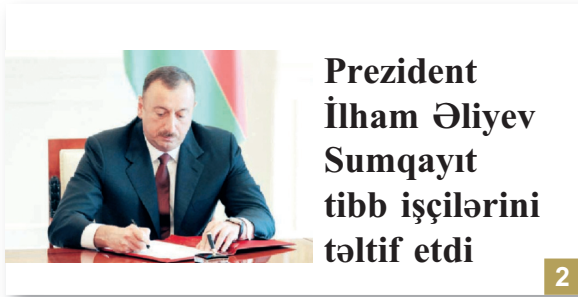 Prezident
İlham Əliyev
Sumqayıt
tibb işçilərini
təltif etdi
2